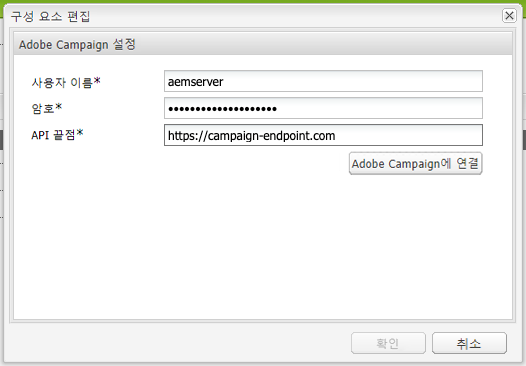 구성 요소 편집
Adobe Campaign 설정
사용자 이름* aemserver
암호* ••••••••••••••••••••
API 끝점* https://campaign-endpoint.com
Adobe Campaign에 연결
확인 취소